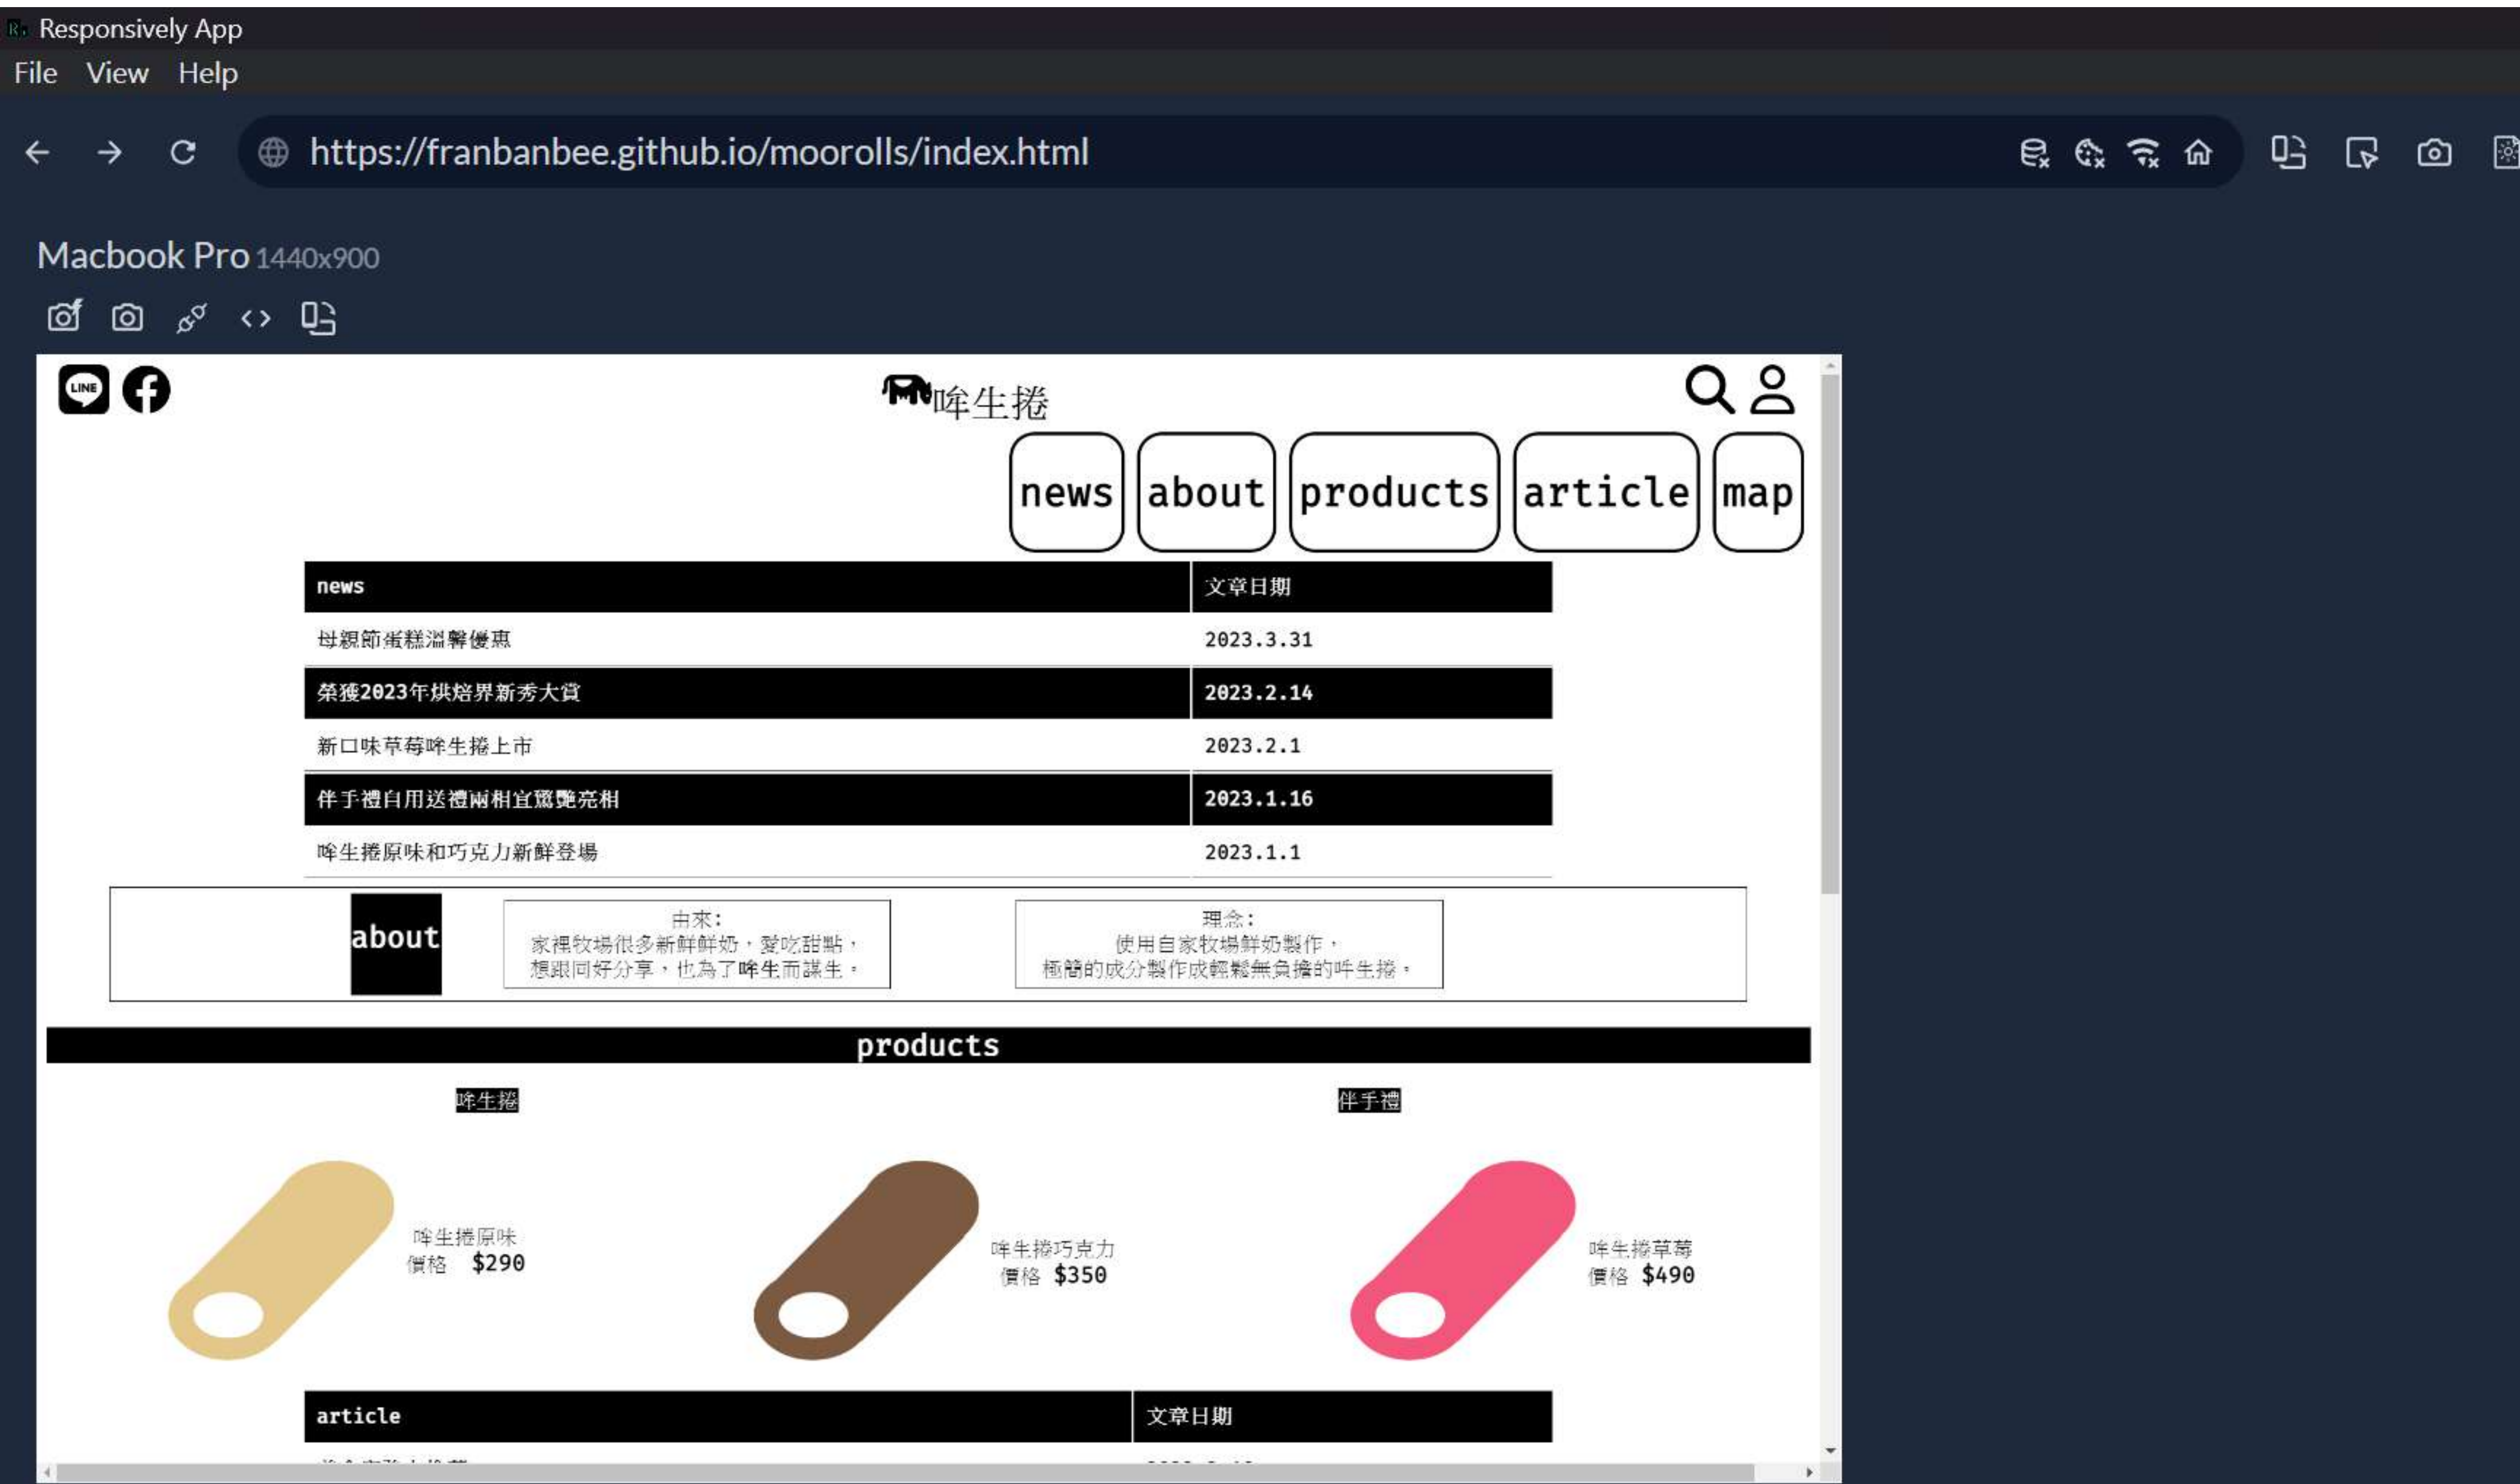 Responsively App
File View Help
https://franbanbee.github.io/moorolls/index.html
Macbook Pro 1440x900
LINE
哞生捲
news about products article map
news 文章日期
母親節蛋糕溫馨優惠 2023.3.31
榮獲2023年烘焙界新秀大賞 2023.2.14
新口味草莓哞生捲上市 2023.2.1
伴手禮自用送禮兩相宜驚艷亮相 2023.1.16
哞生捲原味和巧克力新鮮登場 2023.1.1
about
由來:
家裡牧場很多新鮮鮮奶,愛吃甜點,
想跟同好分享,也為了哞生而謀生。
理念:
使用自家牧場鮮奶製作,
極簡的成分製作成輕鬆無負擔的吽生捲。
products
哞生捲 伴手禮
哞生捲原味
價格 $290
哞生捲巧克力
價格 $350
哞生捲草莓
價格 $490
article 文章日期